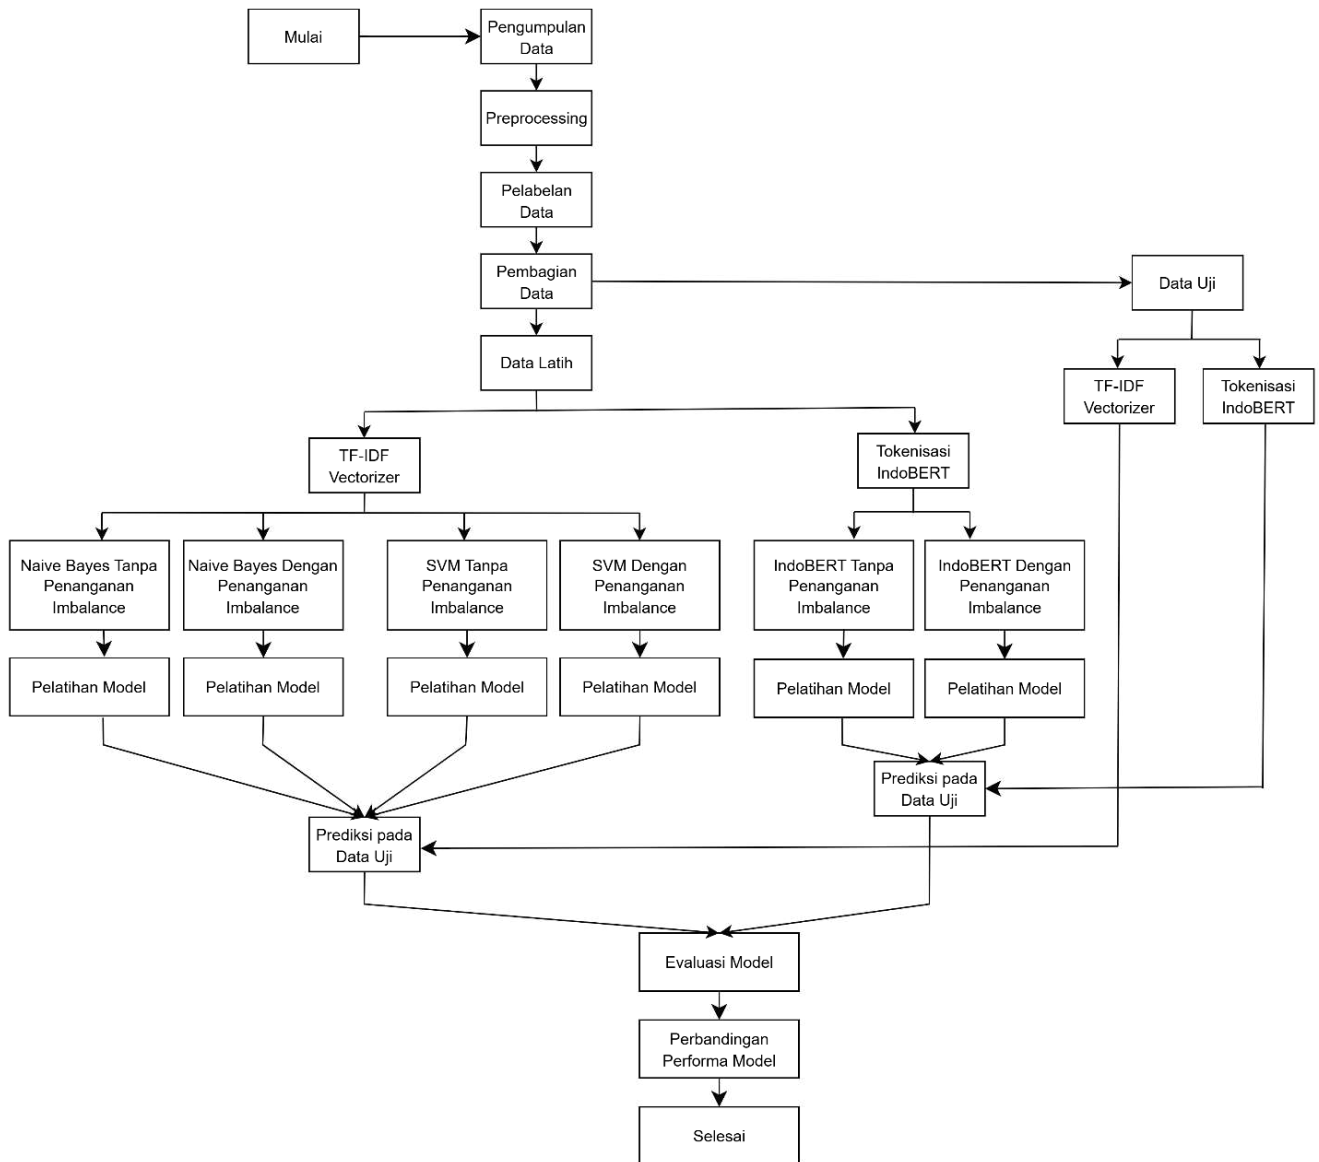 Mulai
Pengumpulan
Data
Preprocessing
Pelabelan
Data
Pembagian
Data
Data Uji
Data Latih
TF-IDF
Vectorizer
Tokenisasi
IndoBERT
TF-IDF
Vectorizer
Tokenisasi
IndoBERT
Naive Bayes Tanpa
Penanganan
Imbalance
Naive Bayes Dengan
Penanganan
Imbalance
SVM Tanpa
Penanganan
Imbalance
SVM Dengan
Penanganan
Imbalance
IndoBERT Tanpa
Penanganan
Imbalance
IndoBERT Dengan
Penanganan
Imbalance
Pelatihan Model
Pelatihan Model
Pelatihan Model
Pelatihan Model
Pelatihan Model
Pelatihan Model
Prediksi pada
Data Uji
Prediksi pada
Data Uji
Evaluasi Model
Perbandingan
Performa Model
Selesai